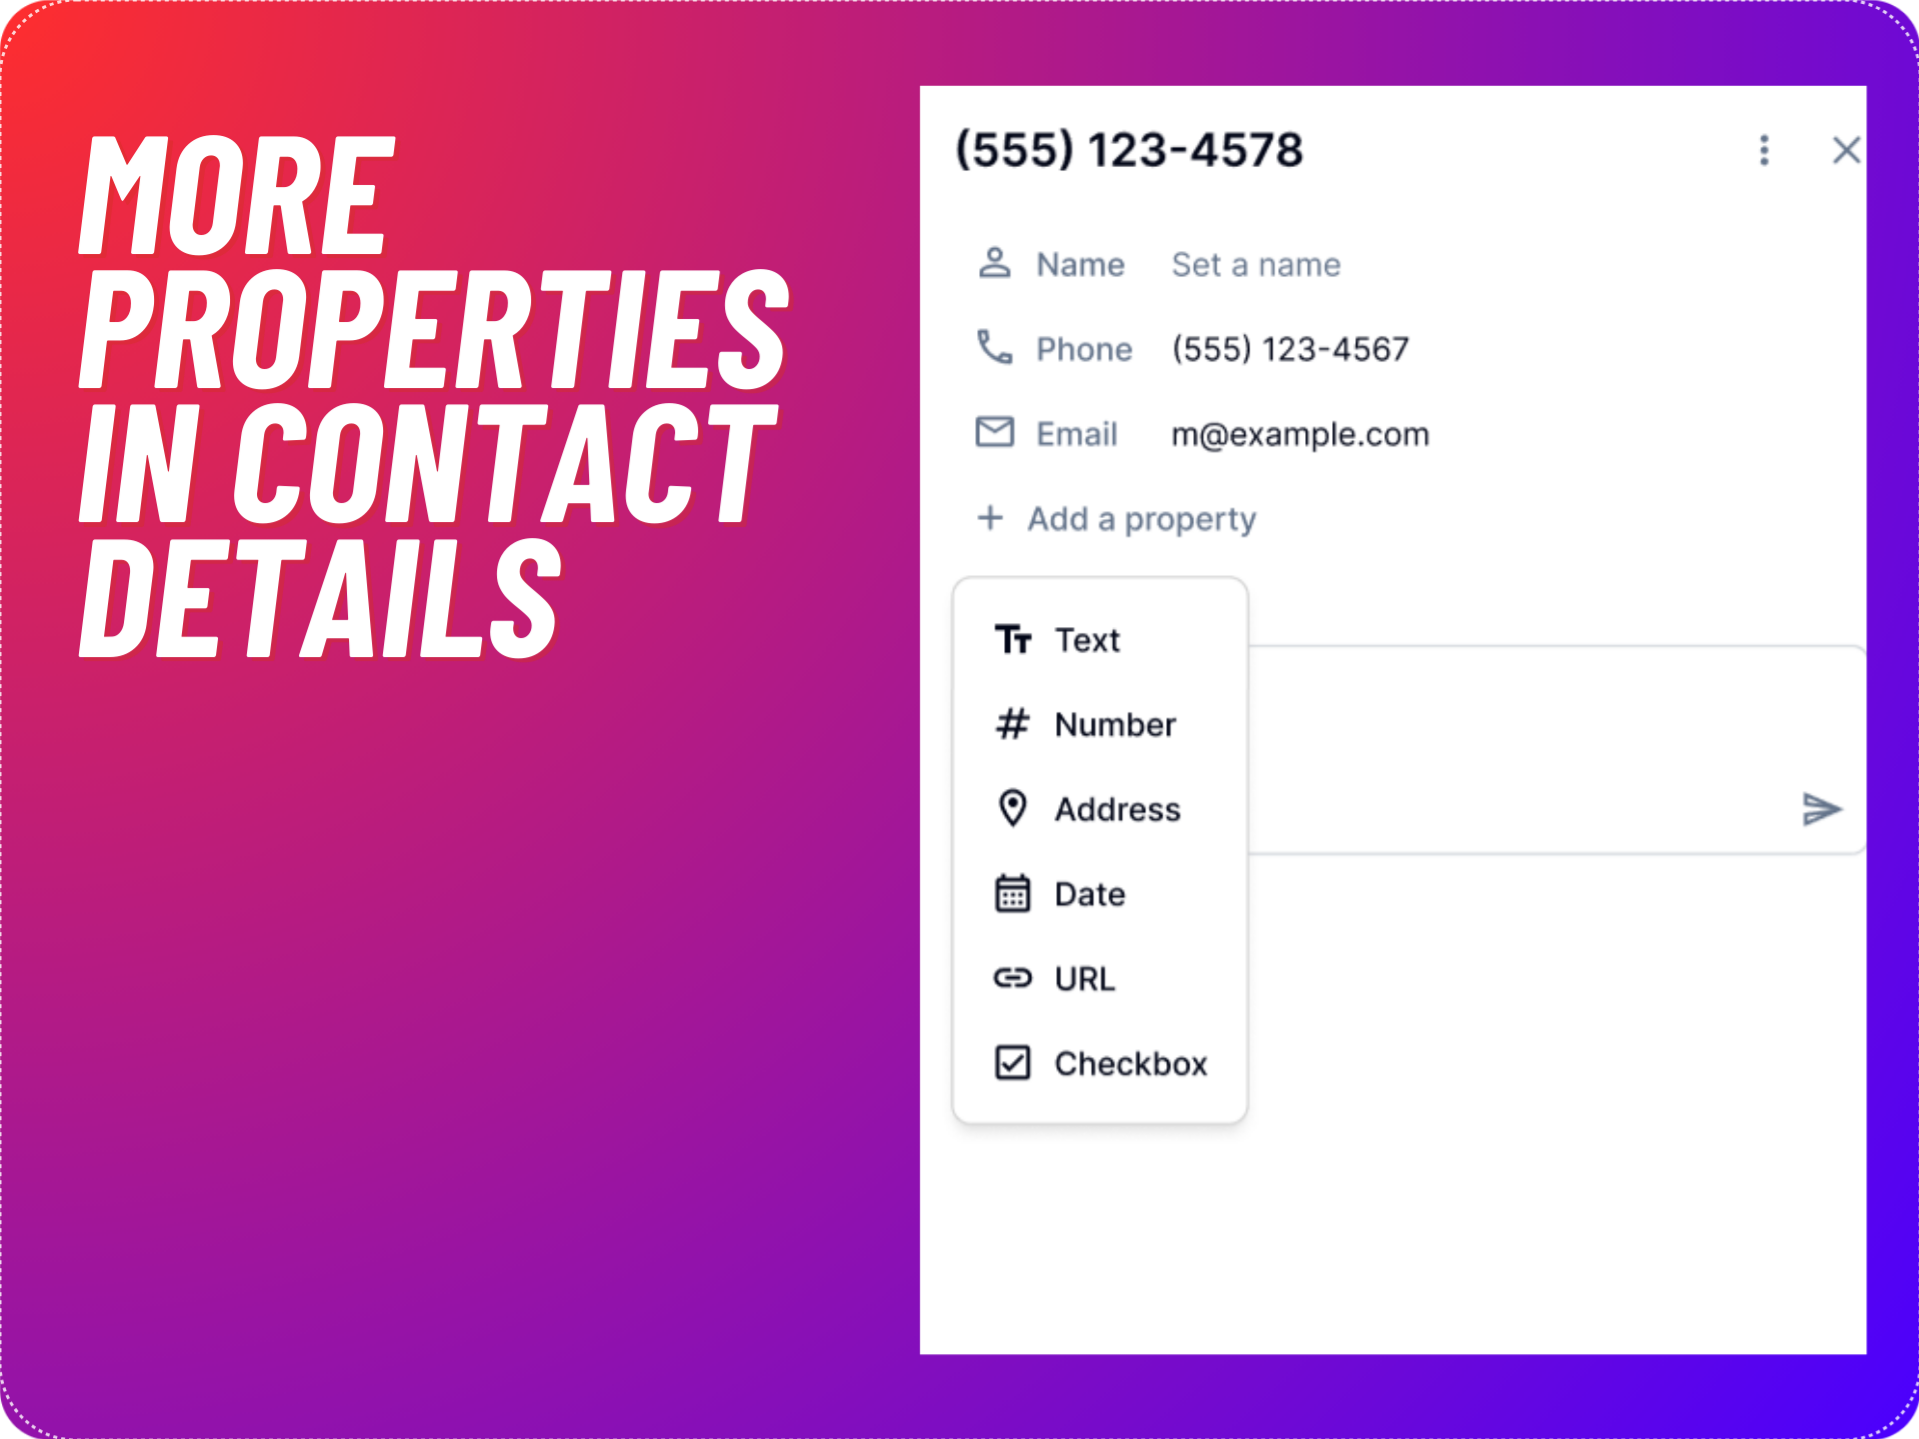 MORE
PROPERTIES
IN CONTACT
DETAILS
(555) 123-4578
Name Set a name
Phone (555) 123-4567
Email m@example.com
+ Add a property
Text
# Number
Address
Date
URL
Checkbox